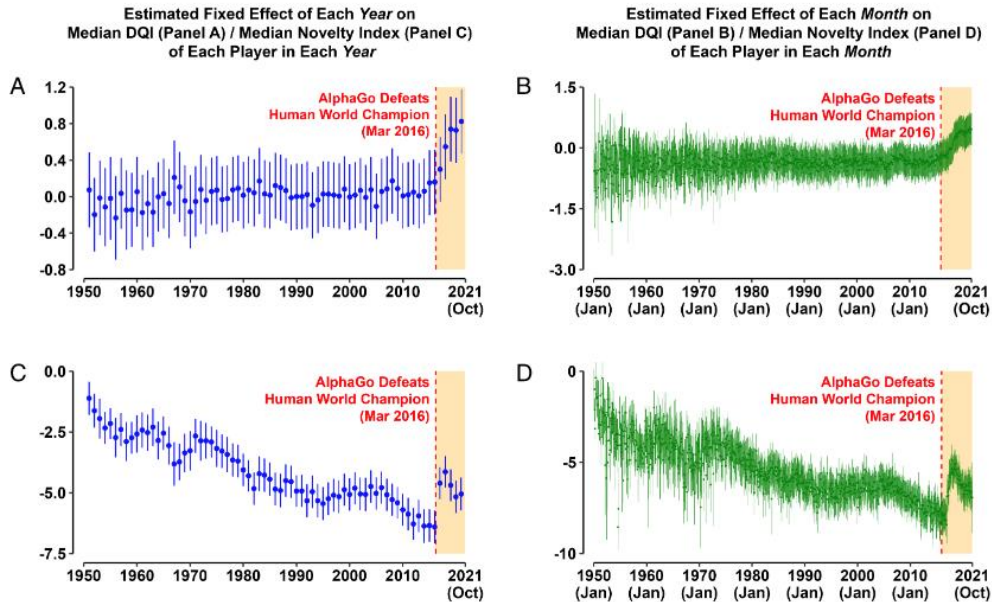 Estimated Fixed Effect of Each Year on
Median DQI (Panel A) / Median Novelty Index (Panel C)
of Each Player in Each Year
Estimated Fixed Effect of Each Month on
Median DQI (Panel B) / Median Novelty Index (Panel D)
of Each Player in Each Month
A
1.2
0.8
0.4
0.0
-0.4
-0.8
AlphaGo Defeats
Human World Champion
(Mar 2016)
1950 1960 1970 1980 1990 2000 2010 2021
(Oct)
B
1.5
0.0
-1.5
-3.0
AlphaGo Defeats
Human World Champion
(Mar 2016)
1950 1960 1970 1980 1990 2000 2010 2021
(Jan) (Jan) (Jan) (Jan) (Jan) (Jan) (Jan) (Oct)
C
0.0
-2.5
-5.0
-7.5
AlphaGo Defeats
Human World Champion
(Mar 2016)
1950 1960 1970 1980 1990 2000 2010 2021
(Oct)
D
0
-5
-10
AlphaGo Defeats
Human World Champion
(Mar 2016)
1950 1960 1970 1980 1990 2000 2010 2021
(Jan) (Jan) (Jan) (Jan) (Jan) (Jan) (Jan) (Oct)